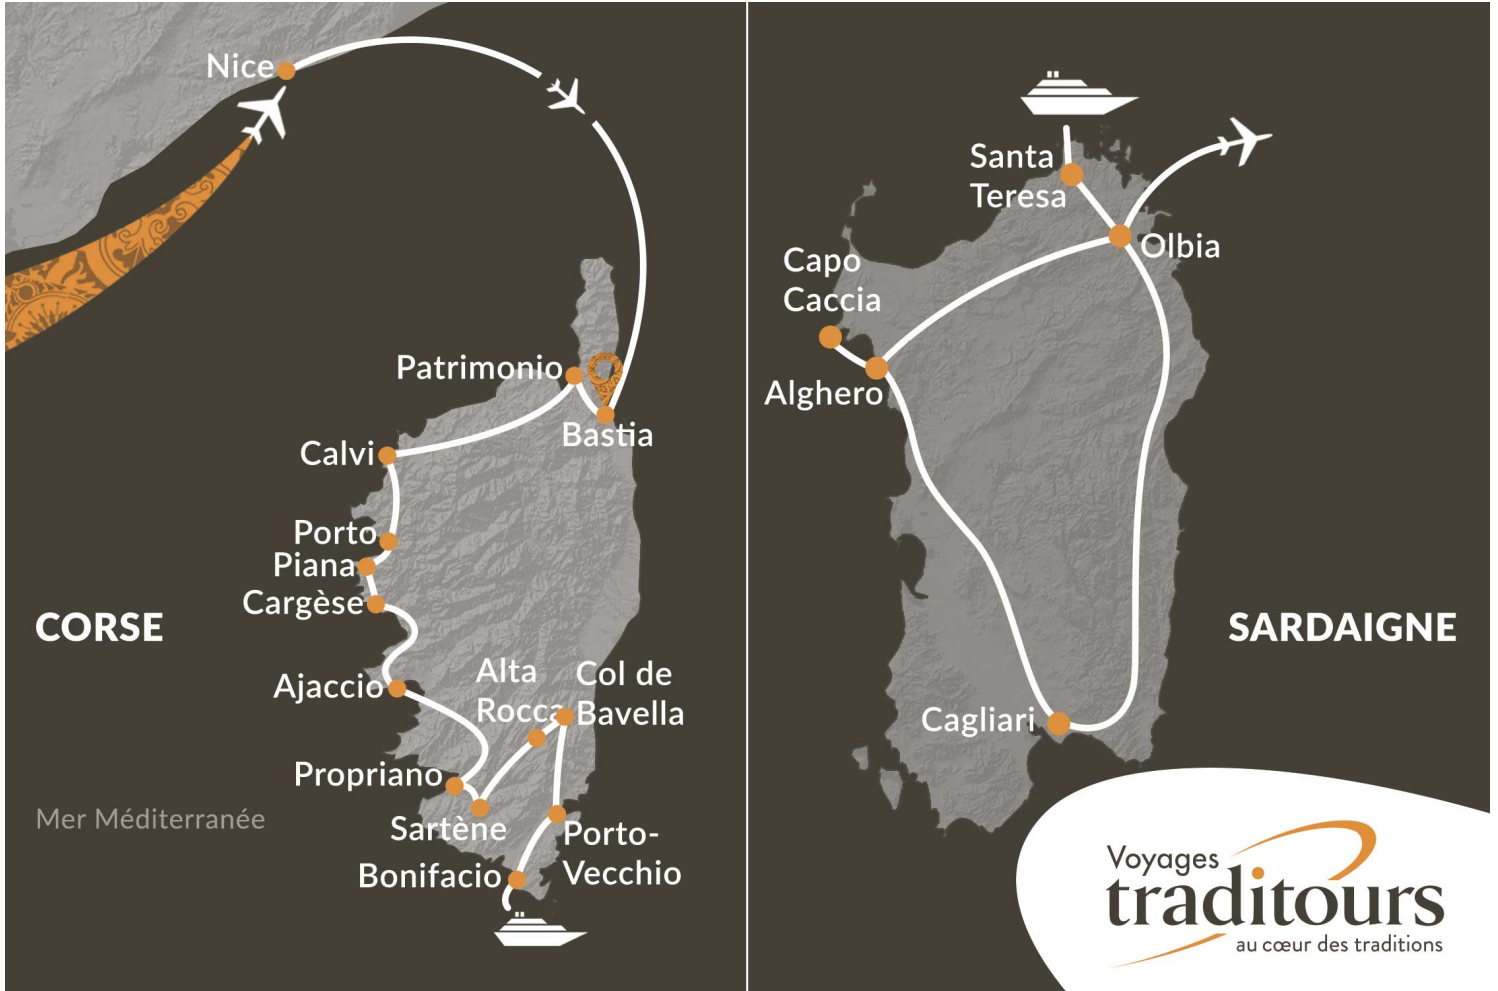 Nice
Patrimonio
Bastia
Calvi
Porto
Piana
Cargèse
CORSE
Ajaccio
Alta
Rocca
Col de
Bavella
Propriano
Mer Méditerranée
Sartène
Porto-
Vecchio
Bonifacio
Santa
Teresa
Olbia
Capo
Caccia
Alghero
SARDAIGNE
Cagliari
Voyages
traditours
au cœur des traditions